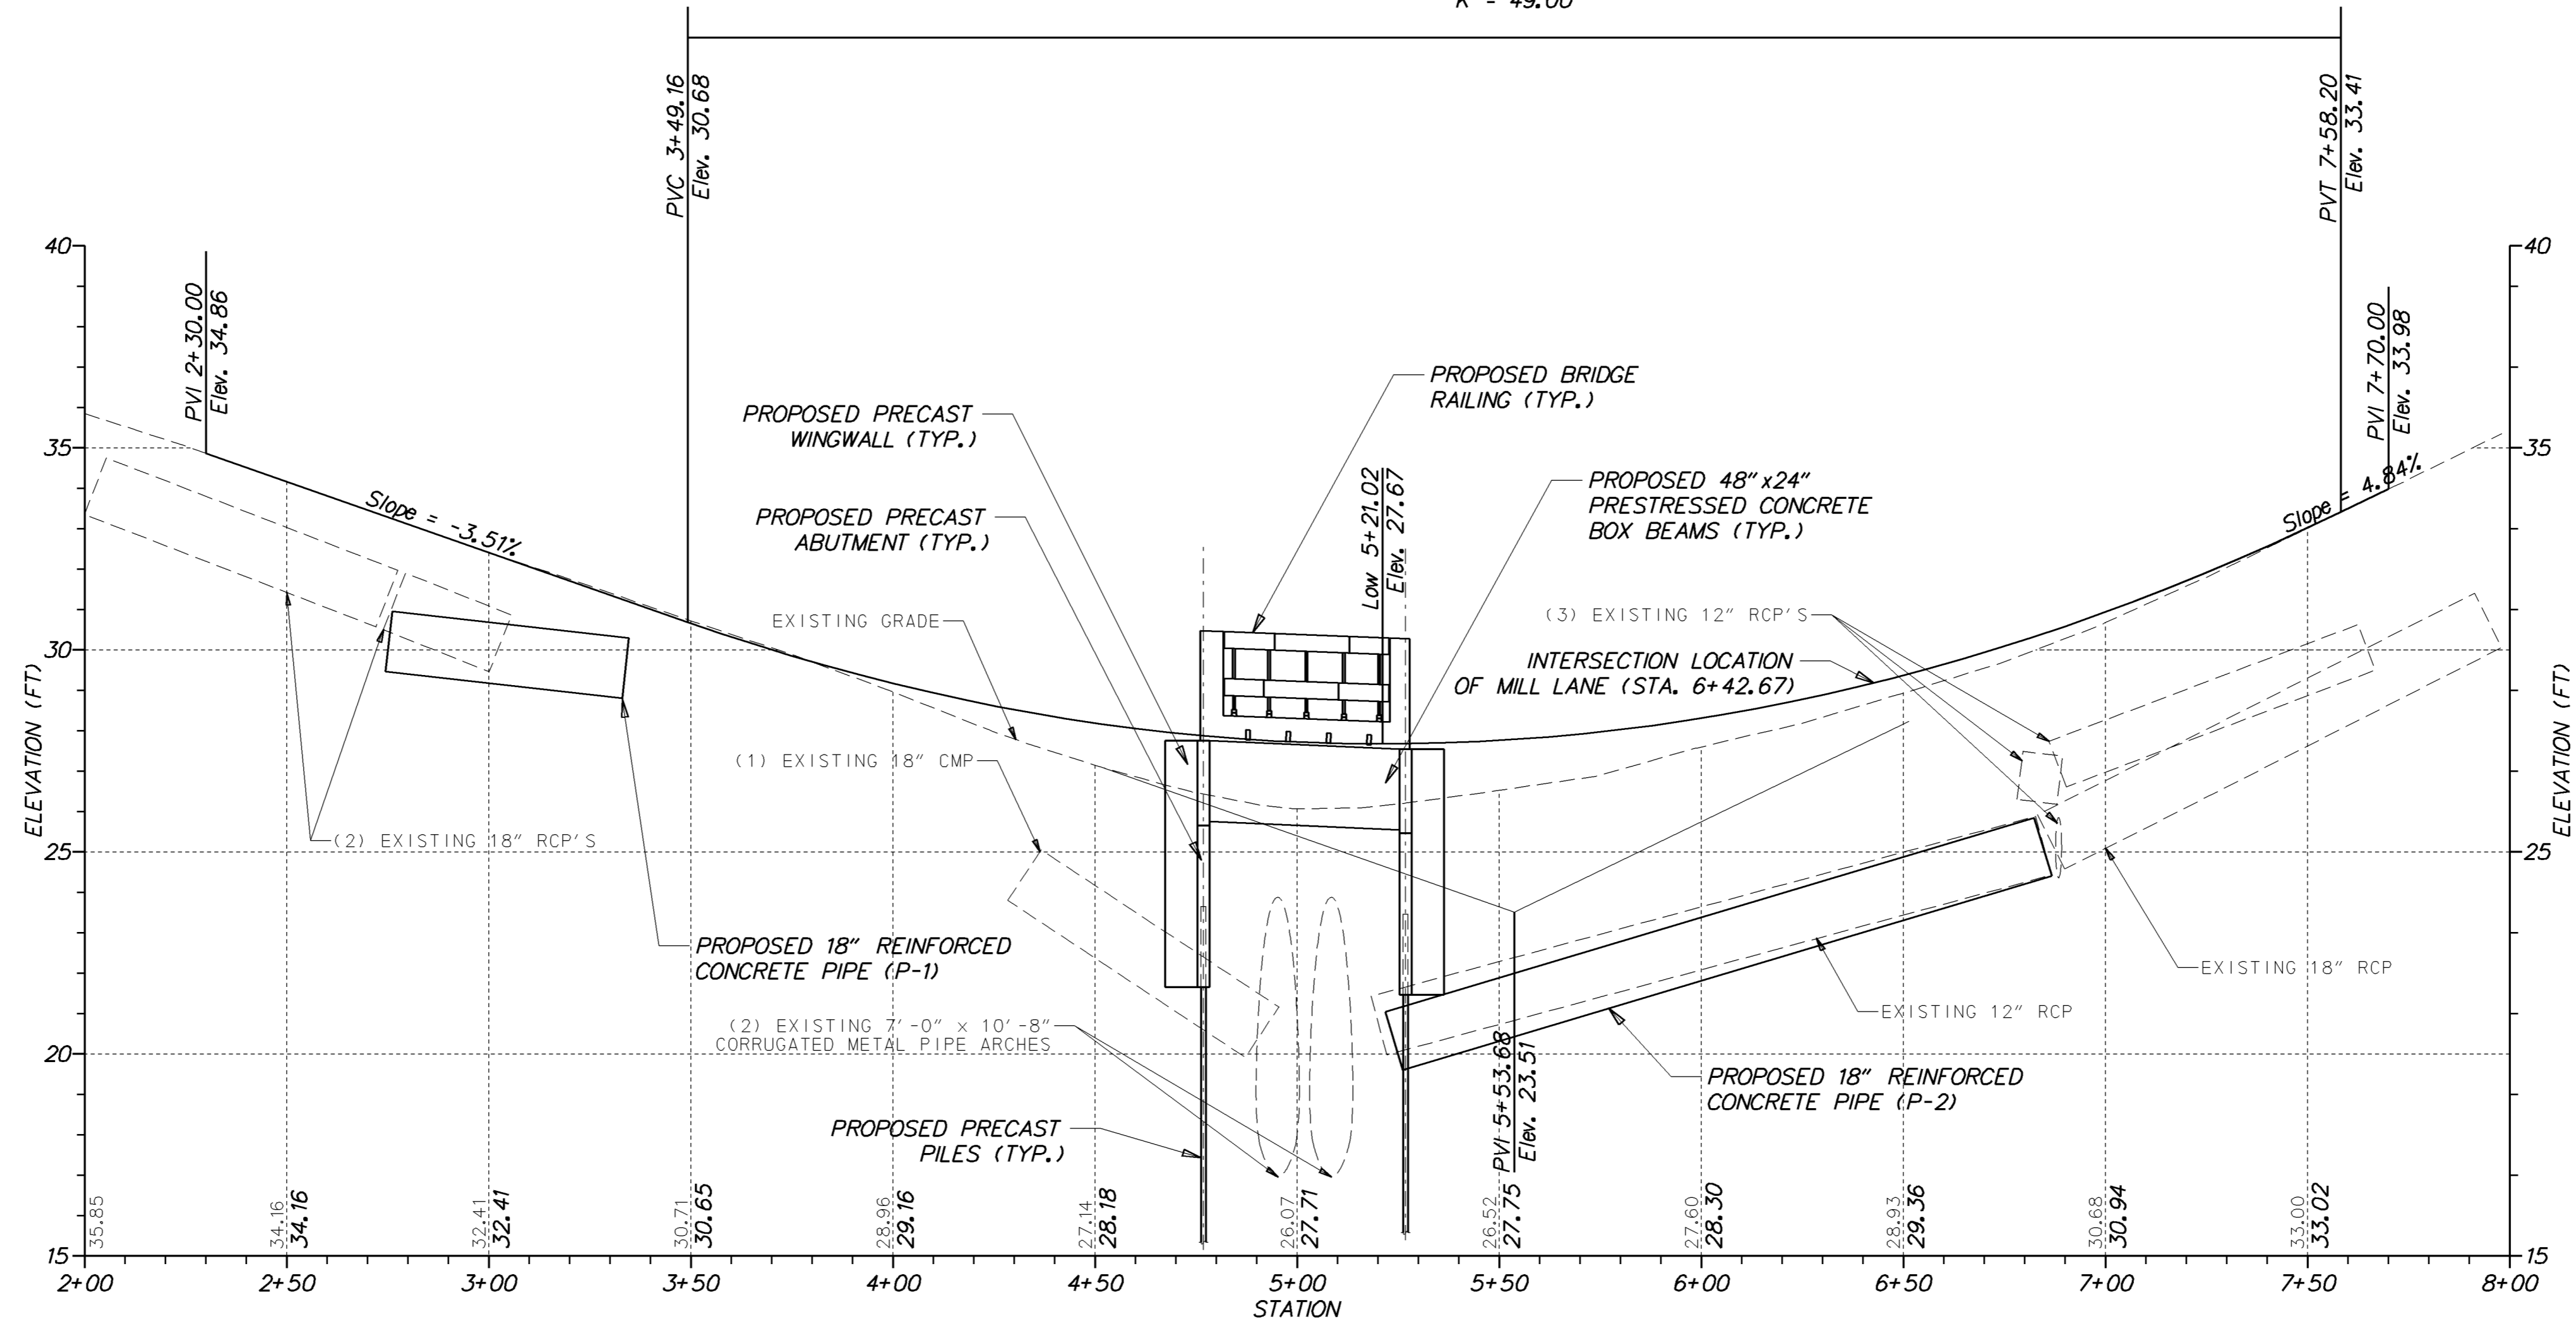 K = 49.00
PVC 3+49.16
Elev. 30.68
PVT 7+58.20
Elev. 33.41
PVI 2+30.00
Elev. 34.86
PVI 7+70.00
Elev. 33.98
Low 5+21.02
Elev. 27.67
PVI 5+53.68
Elev. 23.51
Slope = -3.51%
Slope = 4.84%
PROPOSED BRIDGE
RAILING (TYP.)
PROPOSED PRECAST
WINGWALL (TYP.)
PROPOSED 48"x24"
PRESTRESSED CONCRETE
BOX BEAMS (TYP.)
PROPOSED PRECAST
ABUTMENT (TYP.)
EXISTING GRADE
(3) EXISTING 12" RCP'S
INTERSECTION LOCATION
OF MILL LANE (STA. 6+42.67)
(1) EXISTING 18" CMP
(2) EXISTING 18" RCP'S
PROPOSED 18" REINFORCED
CONCRETE PIPE (P-1)
EXISTING 18" RCP
EXISTING 12" RCP
(2) EXISTING 7'-0" x 10'-8"
CORRUGATED METAL PIPE ARCHES
PROPOSED 18" REINFORCED
CONCRETE PIPE (P-2)
PROPOSED PRECAST
PILES (TYP.)
ELEVATION (FT)
40
35
30
25
20
15
ELEVATION (FT)
40
35
25
15
35.85
34.16
34.16
32.41
32.41
30.71
30.65
28.96
29.16
27.14
28.18
26.07
27.71
26.52
27.75
27.60
28.30
28.93
29.36
30.68
30.94
33.00
33.02
2+00 2+50 3+00 3+50 4+00 4+50 5+00 5+50 6+00 6+50 7+00 7+50 8+00
STATION